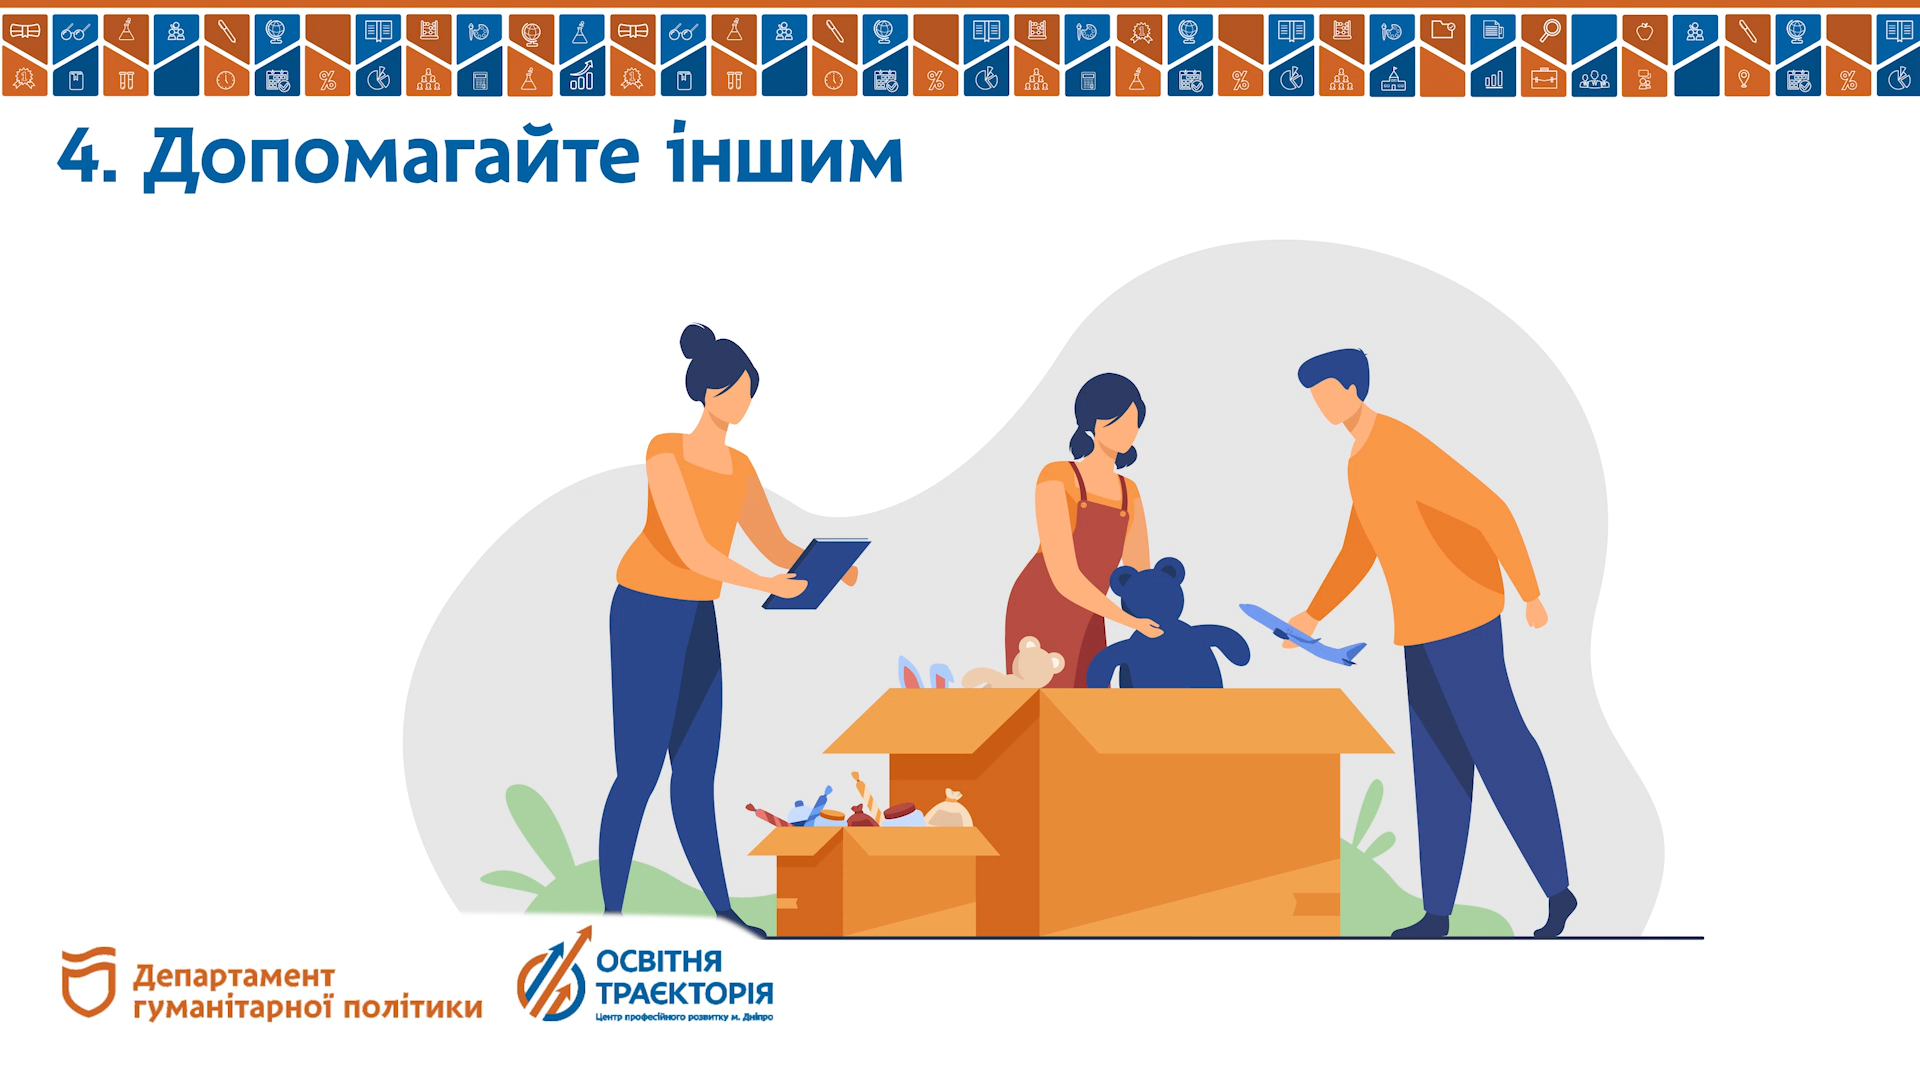 4. Допомагайте іншим
Департамент
гуманітарної політики
ОСВІТНЯ
ТРАЄКТОРІЯ
Центр професійного розвитку м. Дніпро